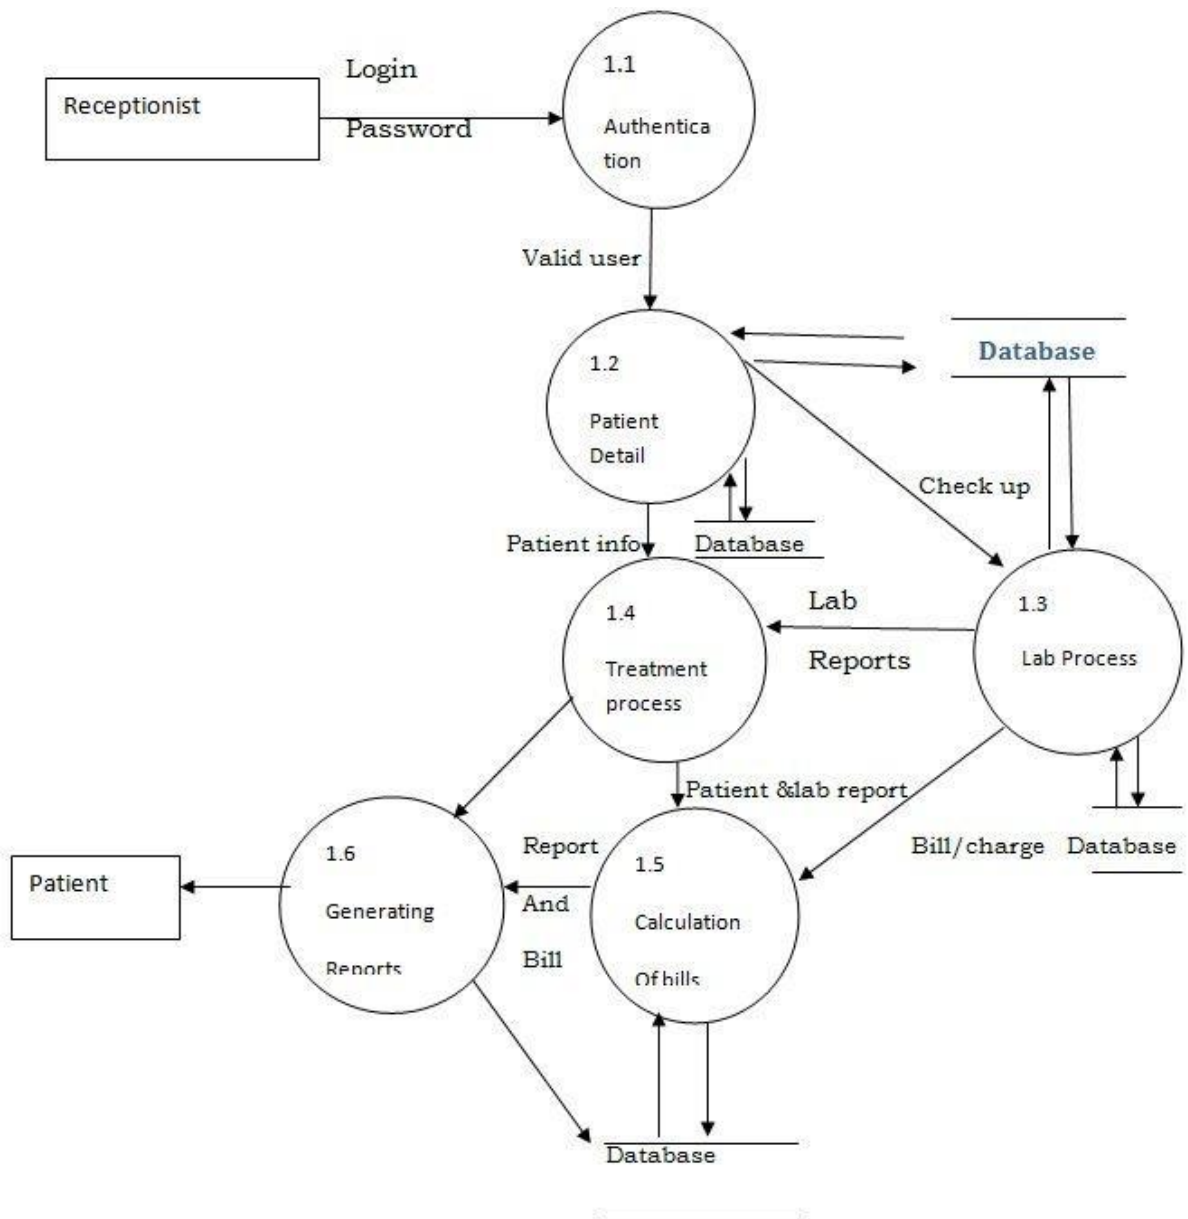 Login
Receptionist
Password
1.1
Authentica
tion
Valid user
1.2
Patient
Detail
Database
Check up
Patient info
Database
1.3
Lab Process
Lab
Reports
1.4
Treatment
process
Patient &lab report
Bill/charge
Database
Report
And
Bill
1.5
Calculation
Of bills
1.6
Generating
Reports
Patient
Database